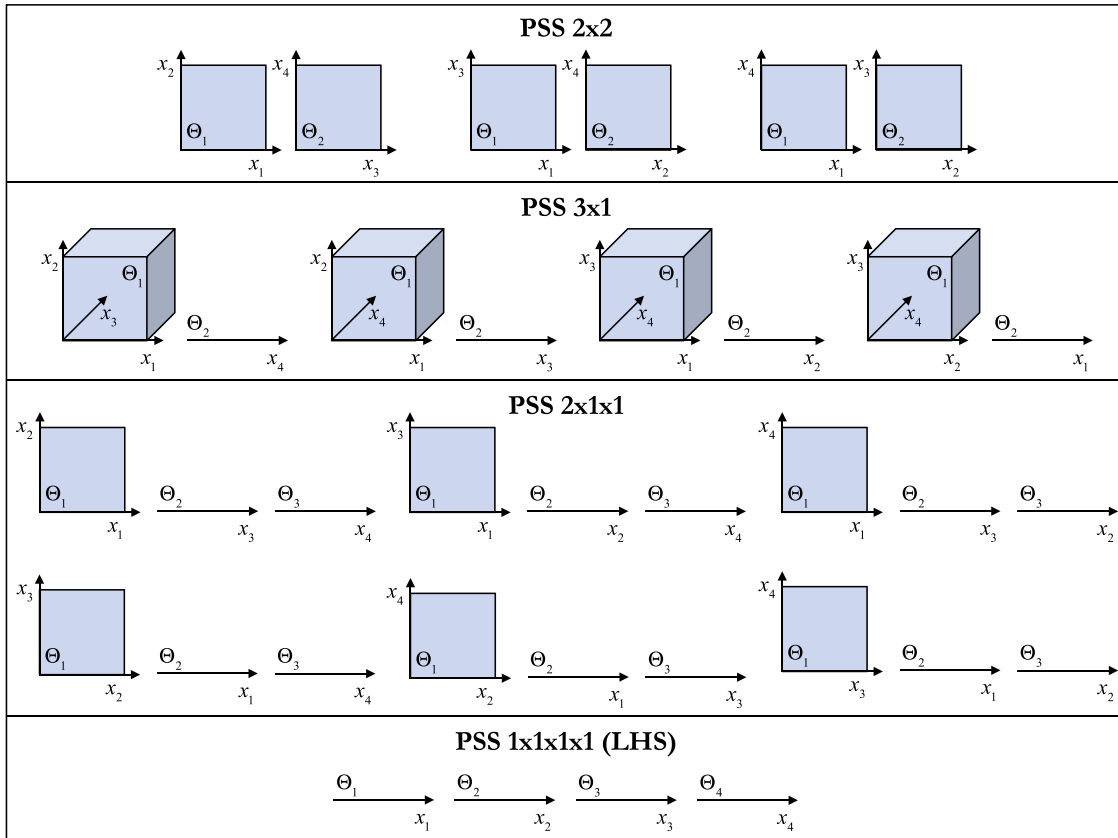 PSS 2x2
x₂ x₄ x₃ x₄ x₄ x₃
Θ₁ Θ₂ Θ₁ Θ₂ Θ₁ Θ₂
x₁ x₃ x₁ x₂ x₁ x₂
PSS 3x1
x₂ Θ₁ x₂ Θ₁ x₃ Θ₁ x₃ Θ₁
x₃ Θ₂ x₄ Θ₂ x₄ Θ₂ x₄ Θ₂
x₁ x₄ x₁ x₃ x₁ x₂ x₂ x₁
PSS 2x1x1
x₂ x₃ x₄
Θ₁ Θ₂ Θ₃ Θ₁ Θ₂ Θ₃ Θ₁ Θ₂ Θ₃
x₁ x₃ x₄ x₁ x₂ x₄ x₁ x₃ x₂
x₃ x₄ x₄
Θ₁ Θ₂ Θ₃ Θ₁ Θ₂ Θ₃ Θ₁ Θ₂ Θ₃
x₂ x₁ x₄ x₂ x₁ x₃ x₃ x₁ x₂
PSS 1x1x1x1 (LHS)
Θ₁ Θ₂ Θ₃ Θ₄
x₁ x₂ x₃ x₄